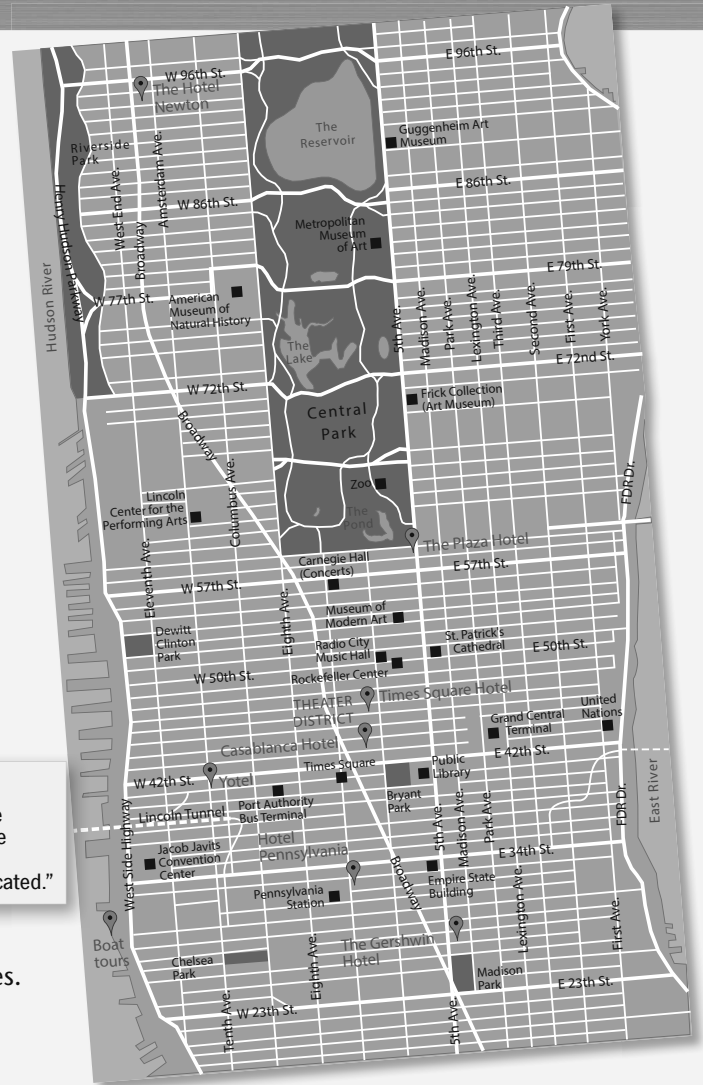 W 96th St.
E 96th St.
The Hotel
Newton
Riverside
Park
Henry Hudson Parkway
West End Ave.
Broadway
Amsterdam Ave.
The
Reservoir
Guggenheim Art
Museum
W 86th St.
E 86th St.
Metropolitan
Museum
of Art
Hudson River
W 77th St.
American
Museum of
Natural History
E 79th St.
The
Lake
5th Ave.
Madison Ave.
Park Ave.
Lexington Ave.
Third Ave.
Second Ave.
First Ave.
York Ave.
W 72th St.
E 72nd St.
Frick Collection
(Art Museum)
Central
Park
Broadway
Columbus Ave.
Zoo
The
Pond
FDR Dr.
Lincoln
Center for the
Performing Arts
The Plaza Hotel
Eleventh Ave.
W 57th St.
Carnegie Hall
(Concerts)
E 57th St.
Eighth Ave.
Museum of
Modern Art
Dewitt
Clinton
Park
Radio City
Music Hall
St. Patrick's
Cathedral
E 50th St.
W 50th St.
Rockefeller Center
THEATER
DISTRICT
Times Square Hotel
Grand Central
Terminal
United
Nations
Casablanca Hotel
E 42th St.
W 42th St.
Yotel
Times Square
Public
Library
Port Authority
Bus Terminal
Bryant
Park
Lincoln Tunnel
West Side Highway
5th Ave.
Madison Ave.
Park Ave.
FDR Dr.
East River
Jacob Javits
Convention
Center
Hotel
Pennsylvania
E 34th St.
Broadway
Empire State
Building
Pennsylvania
Station
Lexington Ave.
First Ave.
Boat
tours
Chelsea
Park
Eighth Ave.
The Gershwin
Hotel
Madison
Park
E 23th St.
Tenth Ave.
W 23th St.
5th Ave.
cated.”
es.